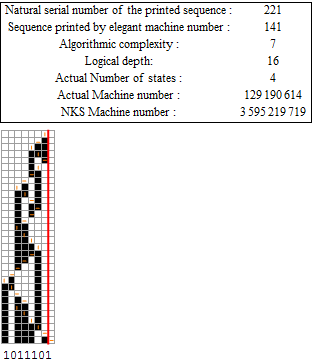 Natural serial number of the printed sequence : 221
Sequence printed by elegant machine number : 141
Algorithmic complexity : 7
Logical depth: 16
Actual Number of states : 4
Actual Machine number : 129 190 614
NKS Machine number : 3 595 219 719
1011101